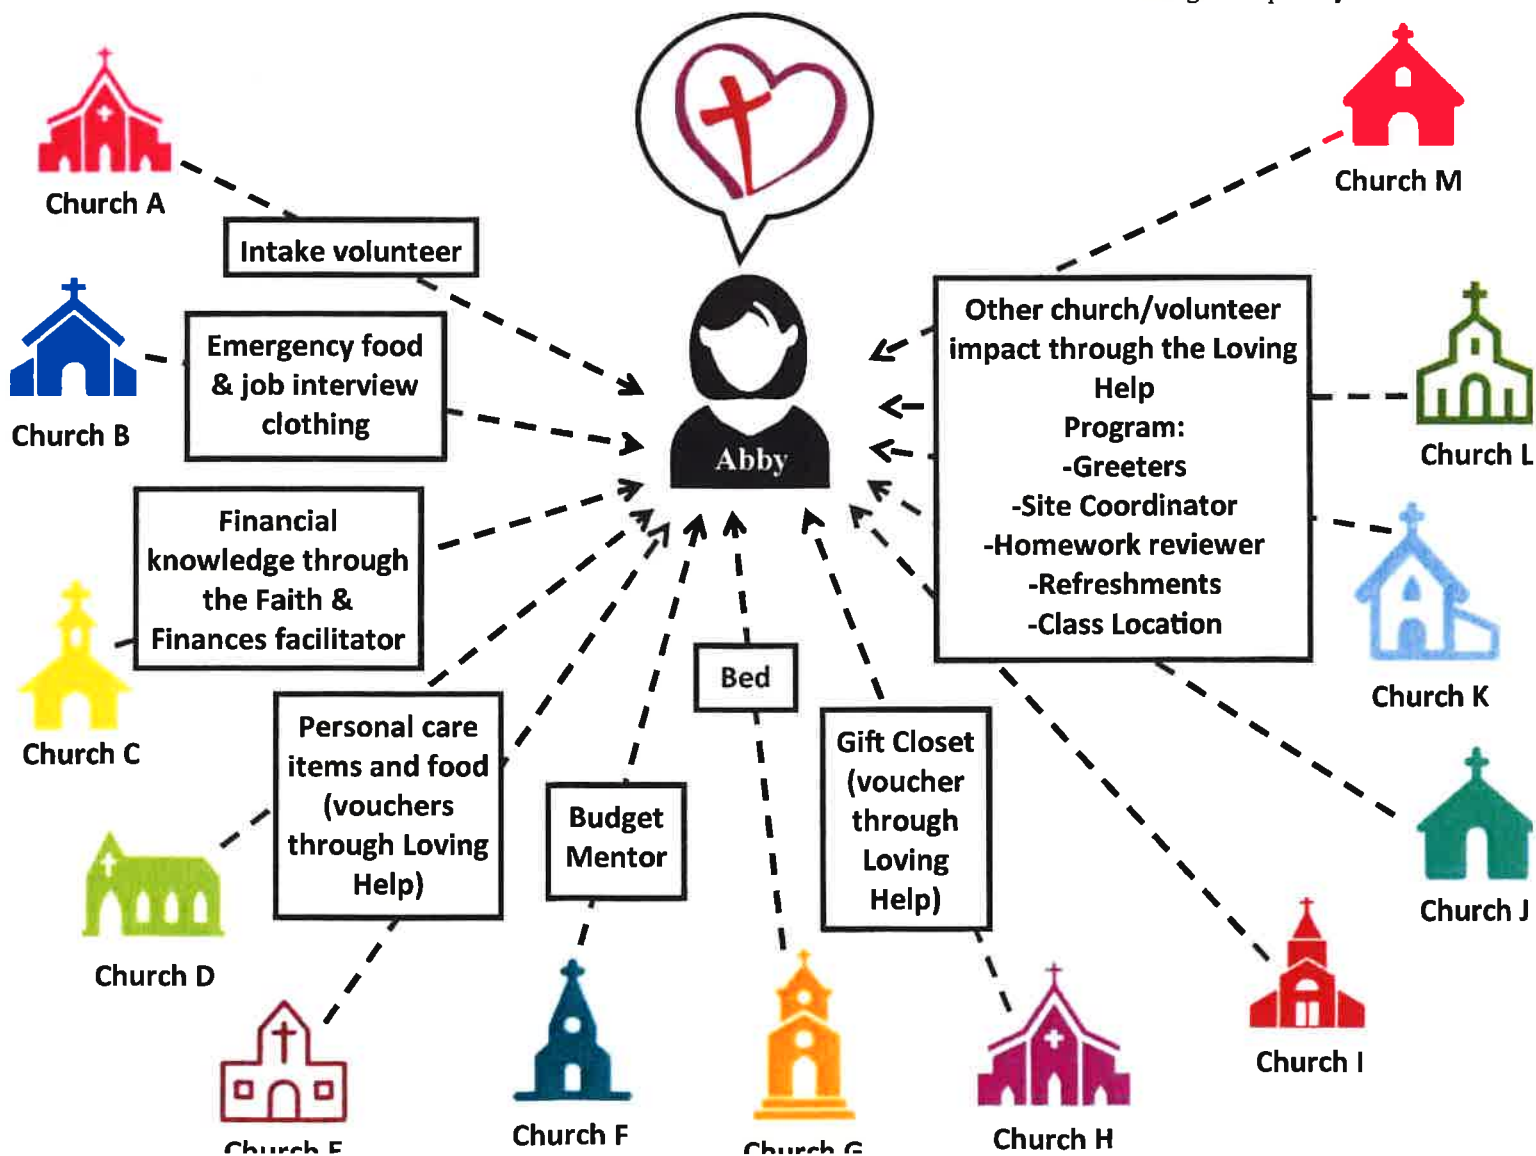 Church A
Church M
Intake volunteer
Emergency food
& job interview
clothing
Church B
Other church/volunteer
impact through the Loving
Help
Program:
-Greeters
-Site Coordinator
-Homework reviewer
-Refreshments
-Class Location
Church L
Abby
Financial
knowledge through
the Faith &
Finances facilitator
Church C
Church K
Bed
Personal care
items and food
(vouchers
through Loving
Help)
Gift Closet
(voucher
through
Loving
Help)
Budget
Mentor
Church D
Church J
Church I
Church E
Church F
Church G
Church H